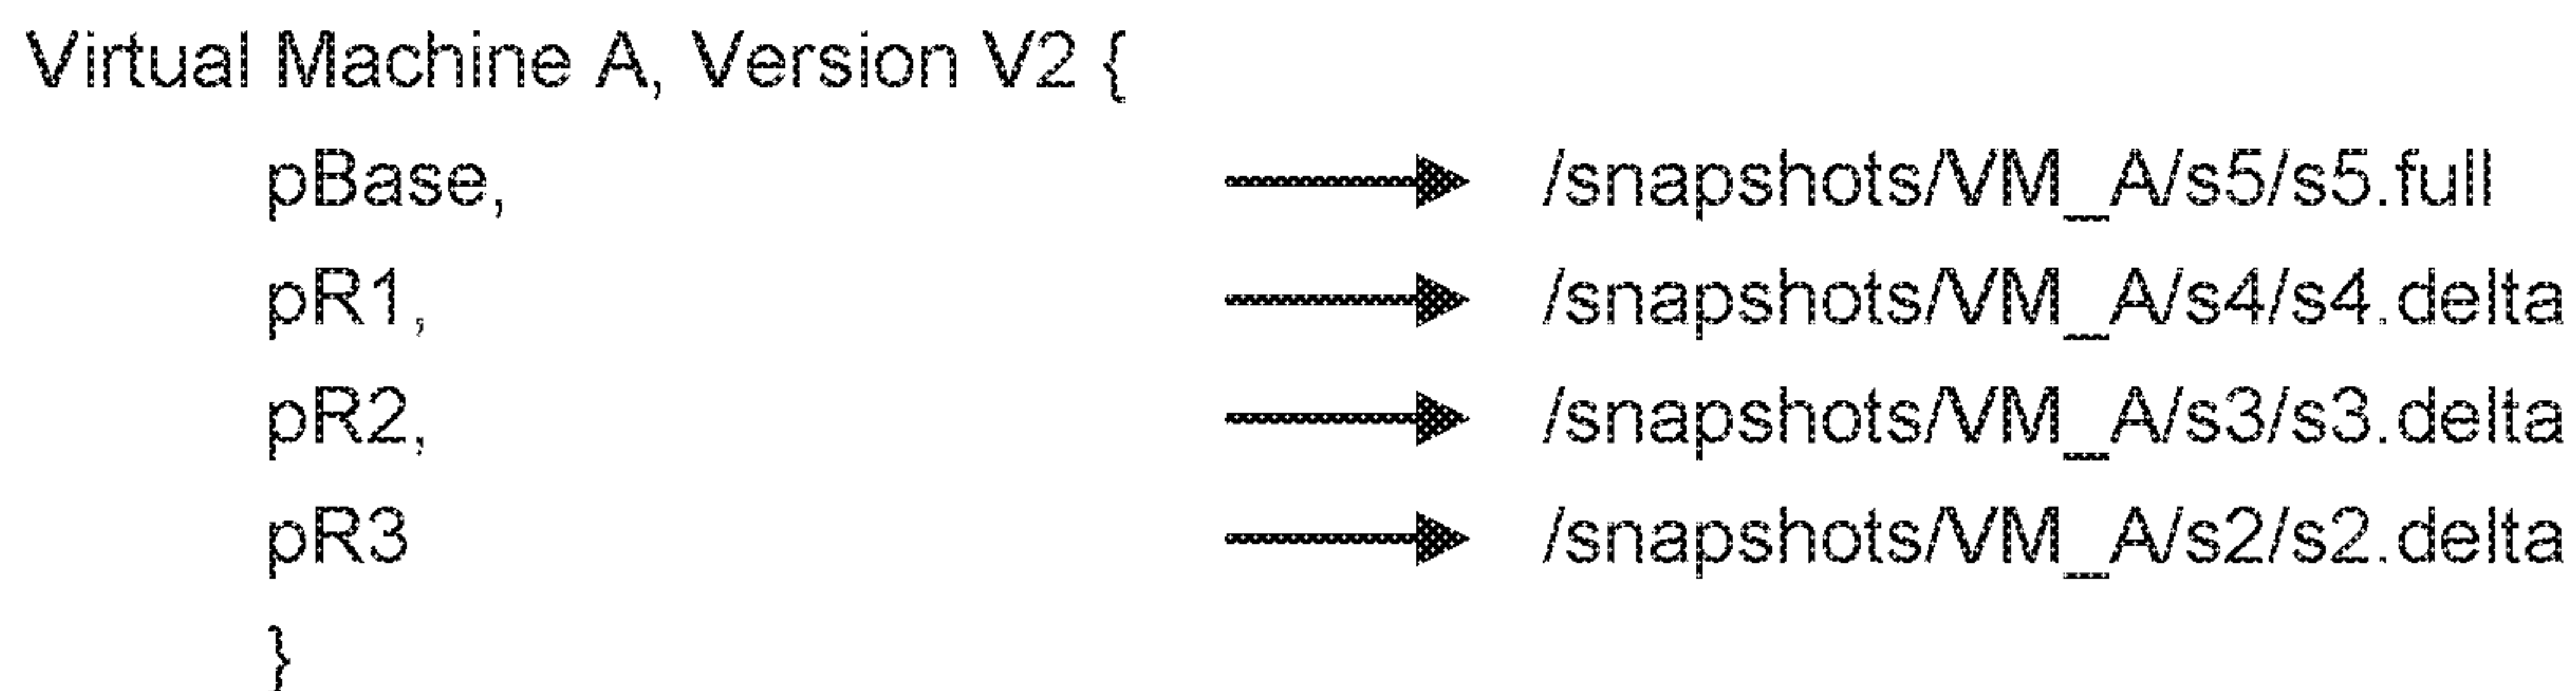 Virtual Machine A, Version V2 {
pBase, /snapshots/VM_A/s5/s5.full
pR1, /snapshots/VM_A/s4/s4.delta
pR2, /snapshots/VM_A/s3/s3.delta
pR3 /snapshots/VM_A/s2/s2.delta
}